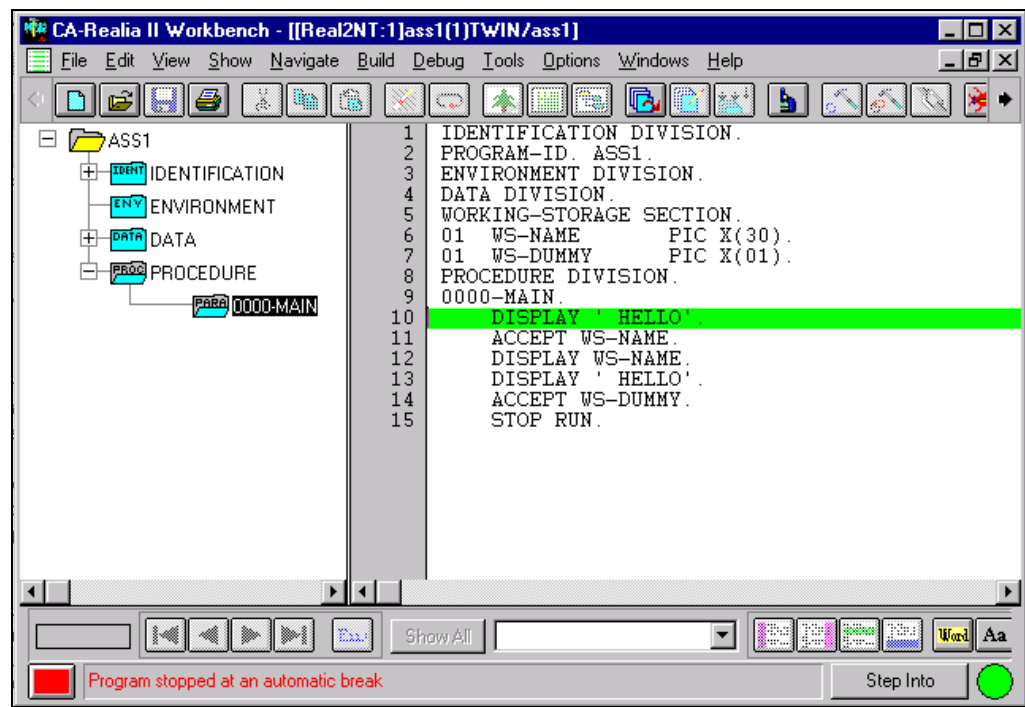 CA-Realia II Workbench - [[Real2NT:1]ass1(1)TWIN/ass1]
File Edit View Show Navigate Build Debug Tools Options Windows Help
ASS1
IDENT IDENTIFICATION
ENV ENVIRONMENT
DATA DATA
PROC PROCEDURE
PARA 0000-MAIN
1 IDENTIFICATION DIVISION.
2 PROGRAM-ID. ASS1.
3 ENVIRONMENT DIVISION.
4 DATA DIVISION.
5 WORKING-STORAGE SECTION.
6 01 WS-NAME PIC X(30).
7 01 WS-DUMMY PIC X(01).
8 PROCEDURE DIVISION.
9 0000-MAIN.
10 DISPLAY ' HELLO'.
11 ACCEPT WS-NAME.
12 DISPLAY WS-NAME.
13 DISPLAY ' HELLO'.
14 ACCEPT WS-DUMMY.
15 STOP RUN.
Show All Word Aa
Program stopped at an automatic break Step Into